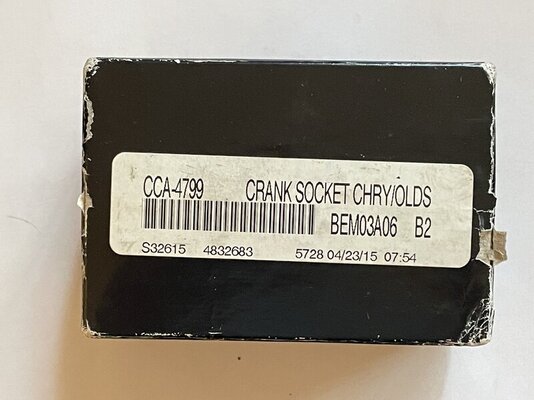 CCA-4799 CRANK SOCKET CHRY/OLDS
BEM03A06 B2
S32615 4832683 5728 04/23/15 07:54